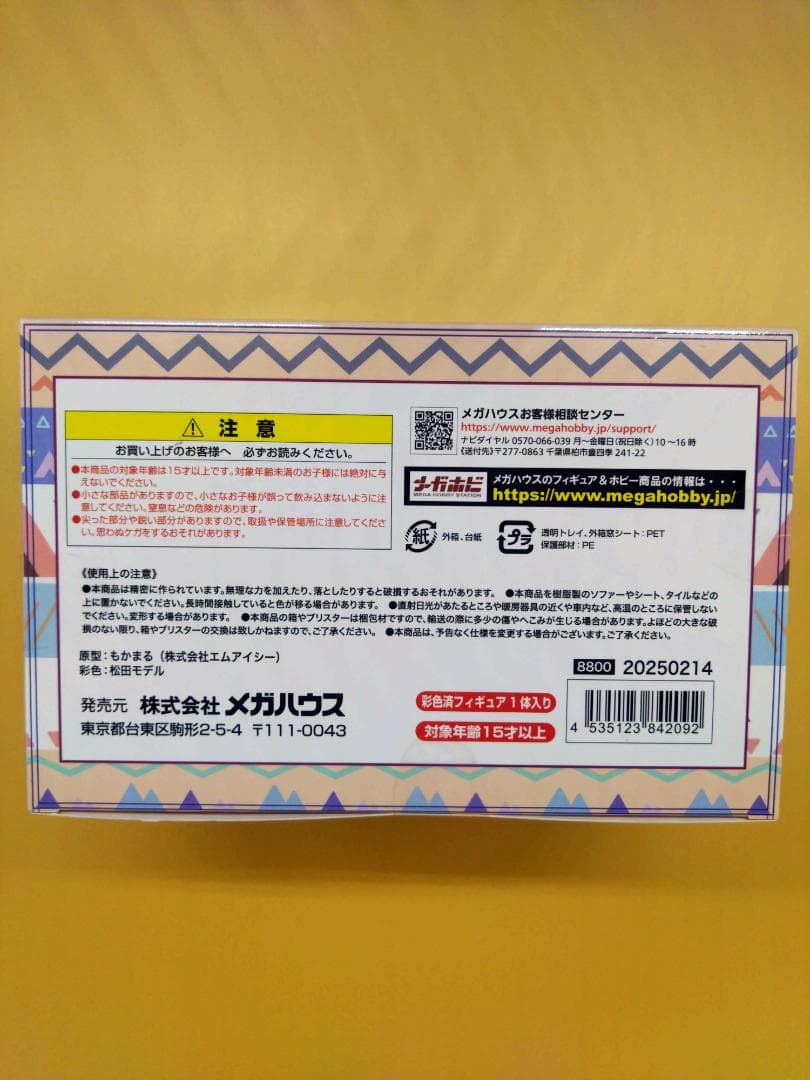 ⚠ 注意
お買い上げのお客様へ 必ずお読みください。
●本商品の対象年齢は15才以上です。対象年齢未満のお子様には絶対に与
えないでください。
●小さな部品がありますので、小さなお子様が誤って飲み込まないように注
意してください。窒息などの危険があります。
●尖った部分や鋭い部分がありますので、取扱や保管場所に注意してくださ
い。思わぬケガをするおそれがあります。
メガハウスお客様相談センター
https://www.megahobby.jp/support/
ナビダイヤル 0570-066-039 月〜金曜日(祝日除く)10〜16時
《送付先》〒277-0863 千葉県柏市豊四季 241-22
メガホビ
MEGA HOBBY STATION
メガハウスのフィギュア&ホビー商品の情報は・・・
https://www.megahobby.jp/
紙 外箱、台紙
プラ 透明トレイ、外箱窓シート:PET
保護部材:PE
《使用上の注意》
●本商品は精密に作られています。無理な力を加えたり、落としたりすると破損するおそれがあります。 ●本商品を樹脂製のソファーやシート、タイルなどの
上に置かないでください。長時間接触していると色が移る場合があります。 ●直射日光があたるところや暖房器具の近くや車内など、高温のところに保管しない
でください。変形する場合があります。 ●本商品の箱やブリスターは梱包材ですので、輸送の際に多少の傷やへこみが生じる場合があります。よほどの大きな破
損のない限り、箱やブリスターの交換は致しかねますので、ご了承ください。 ●本商品は、予告なく仕様を変更する場合がございます。ご了承ください。
原型:もかまる(株式会社エムアイシー)
彩色:松田モデル
8800 20250214
発売元 株式会社 メガハウス
東京都台東区駒形2-5-4 〒111-0043
彩色済フィギュア1体入り
対象年齢15才以上
4 535123 842092